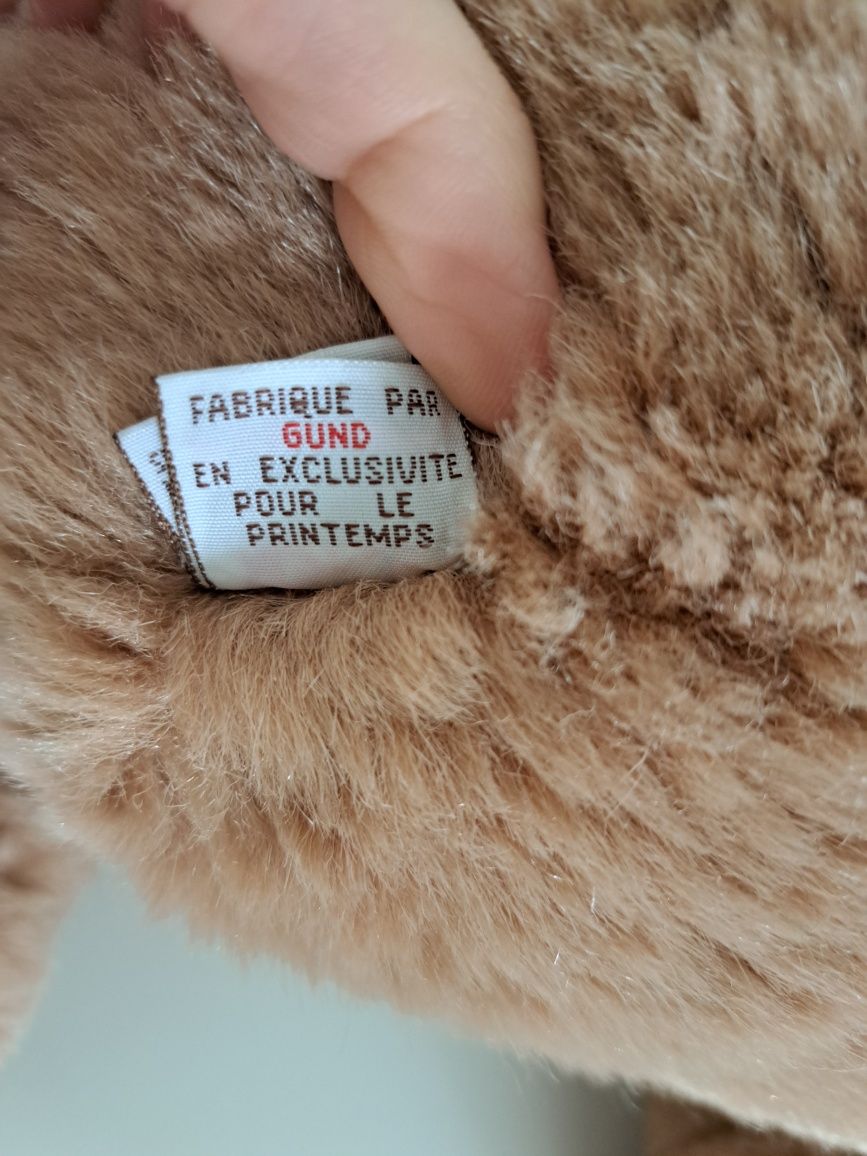 FABRIQUE PAR
GUND
EN EXCLUSIVITE
POUR LE
PRINTEMPS